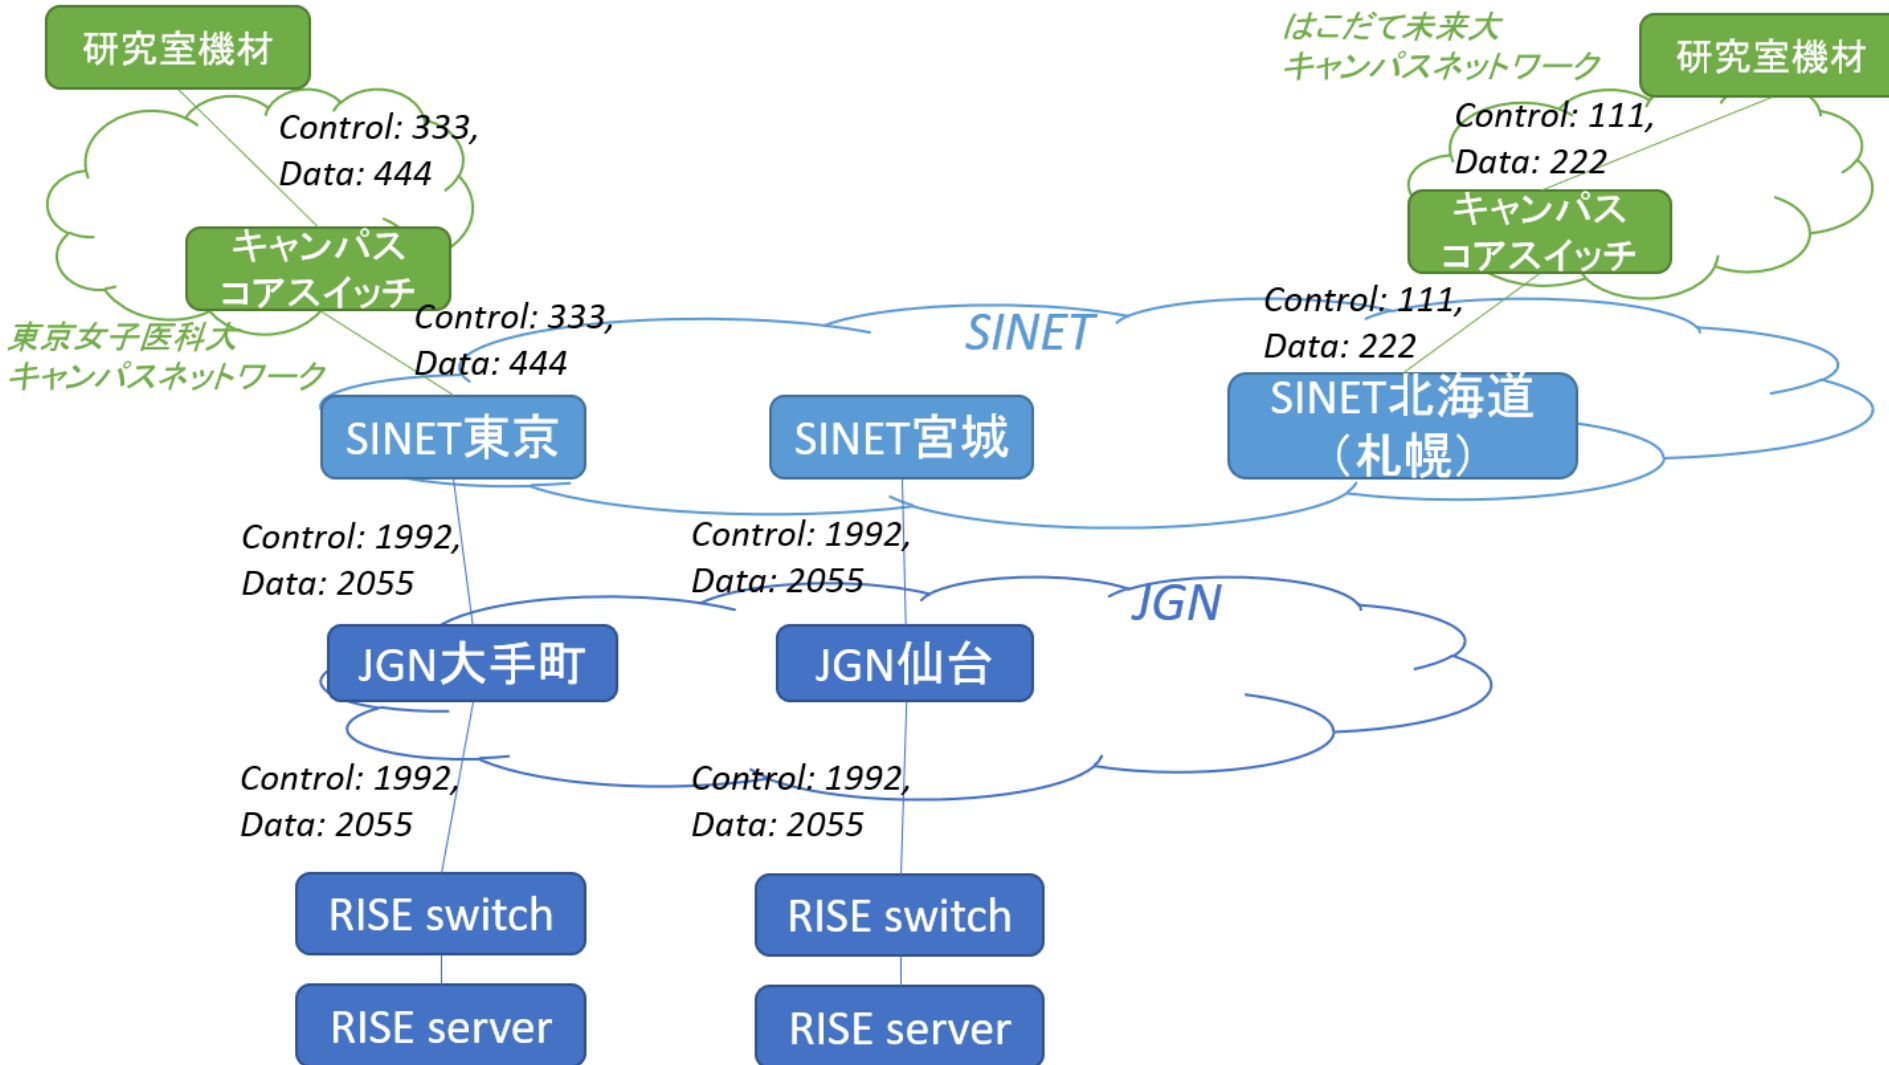 研究室機材
はこだて未来大
キャンパスネットワーク
研究室機材
Control: 333,
Data: 444
Control: 111,
Data: 222
キャンパス
コアスイッチ
キャンパス
コアスイッチ
東京女子医科大
キャンパスネットワーク
Control: 333,
Data: 444
SINET
Control: 111,
Data: 222
SINET東京
SINET宮城
SINET北海道
（札幌）
Control: 1992,
Data: 2055
Control: 1992,
Data: 2055
JGN
JGN大手町
JGN仙台
Control: 1992,
Data: 2055
Control: 1992,
Data: 2055
RISE switch
RISE switch
RISE server
RISE server